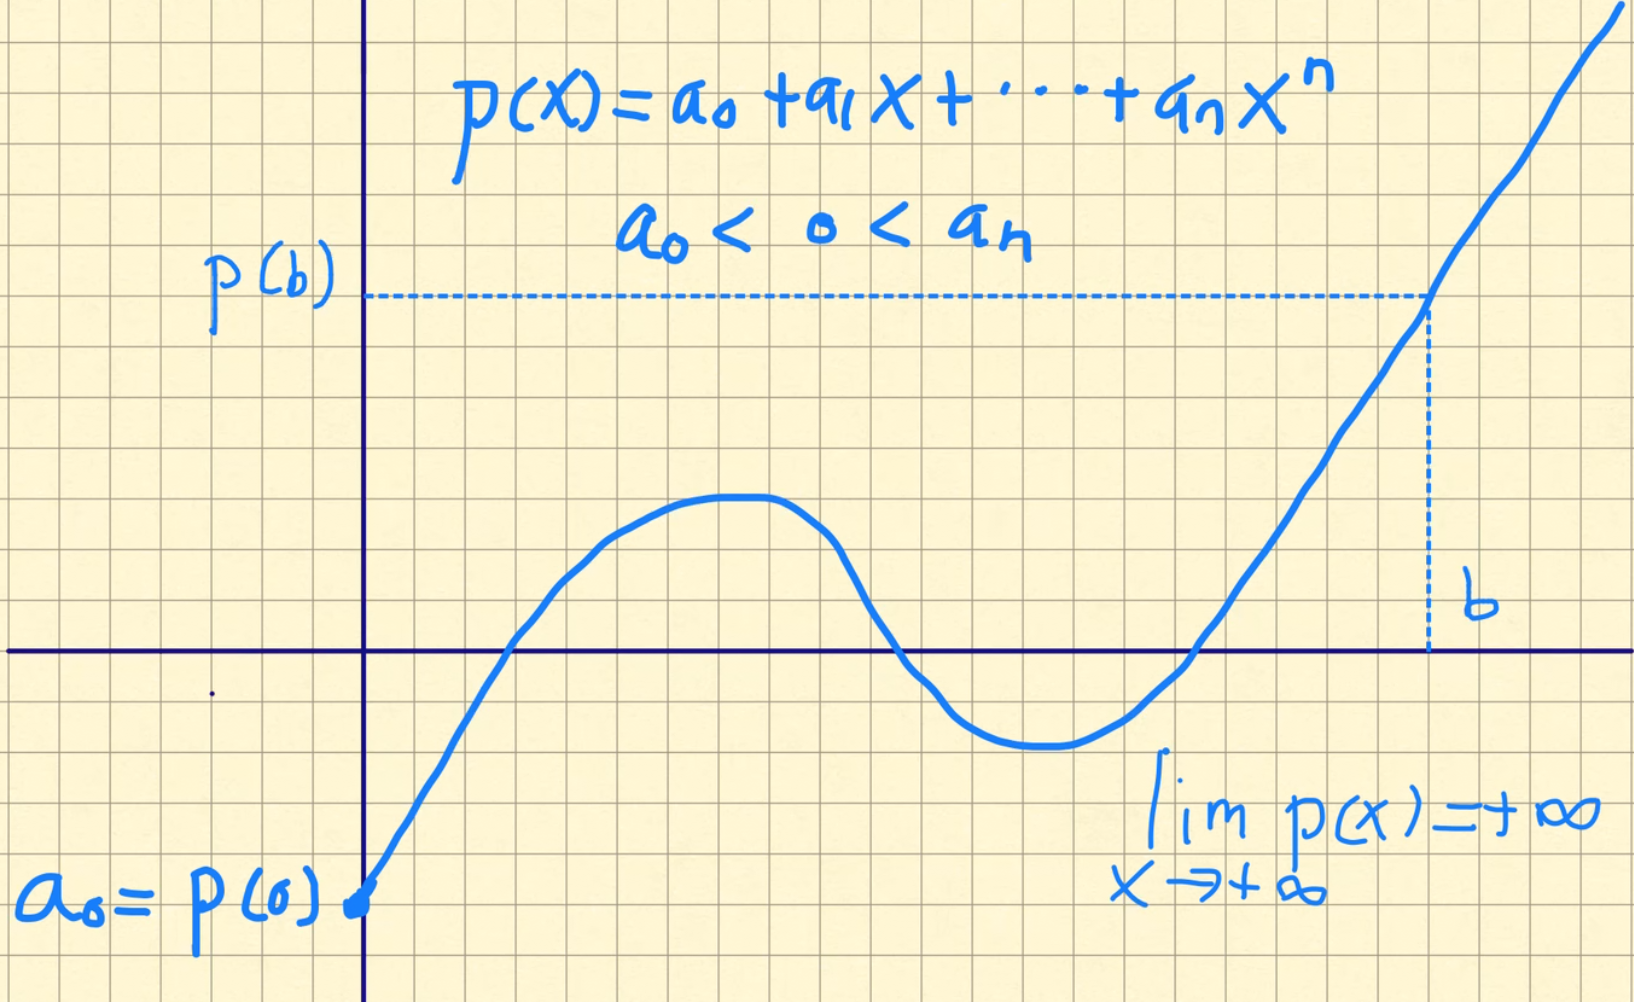 p(x) = a₀ + a₁x + ··· + aₙxⁿ
a₀ < 0 < aₙ
p(b)
b
lim p(x) = +∞
x→+∞
a₀ = p(0)